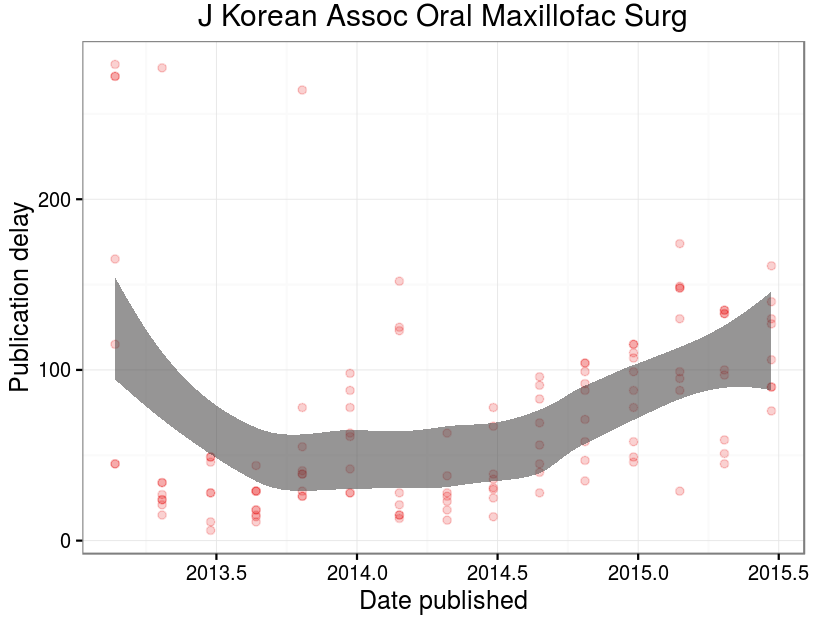 J Korean Assoc Oral Maxillofac Surg
Publication delay
200
100
0
2013.5 2014.0 2014.5 2015.0 2015.5
Date published